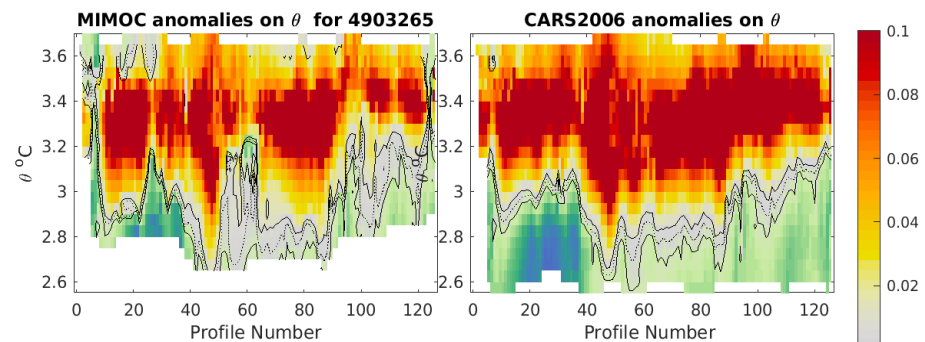 MIMOC anomalies on θ for 4903265
CARS2006 anomalies on θ
3.6
3.4
3.2
3
2.8
2.6
θ °C
0 20 40 60 80 100 120
Profile Number
3.6
3.4
3.2
3
2.8
2.6
θ °C
0 20 40 60 80 100 120
Profile Number
0.1
0.08
0.06
0.04
0.02